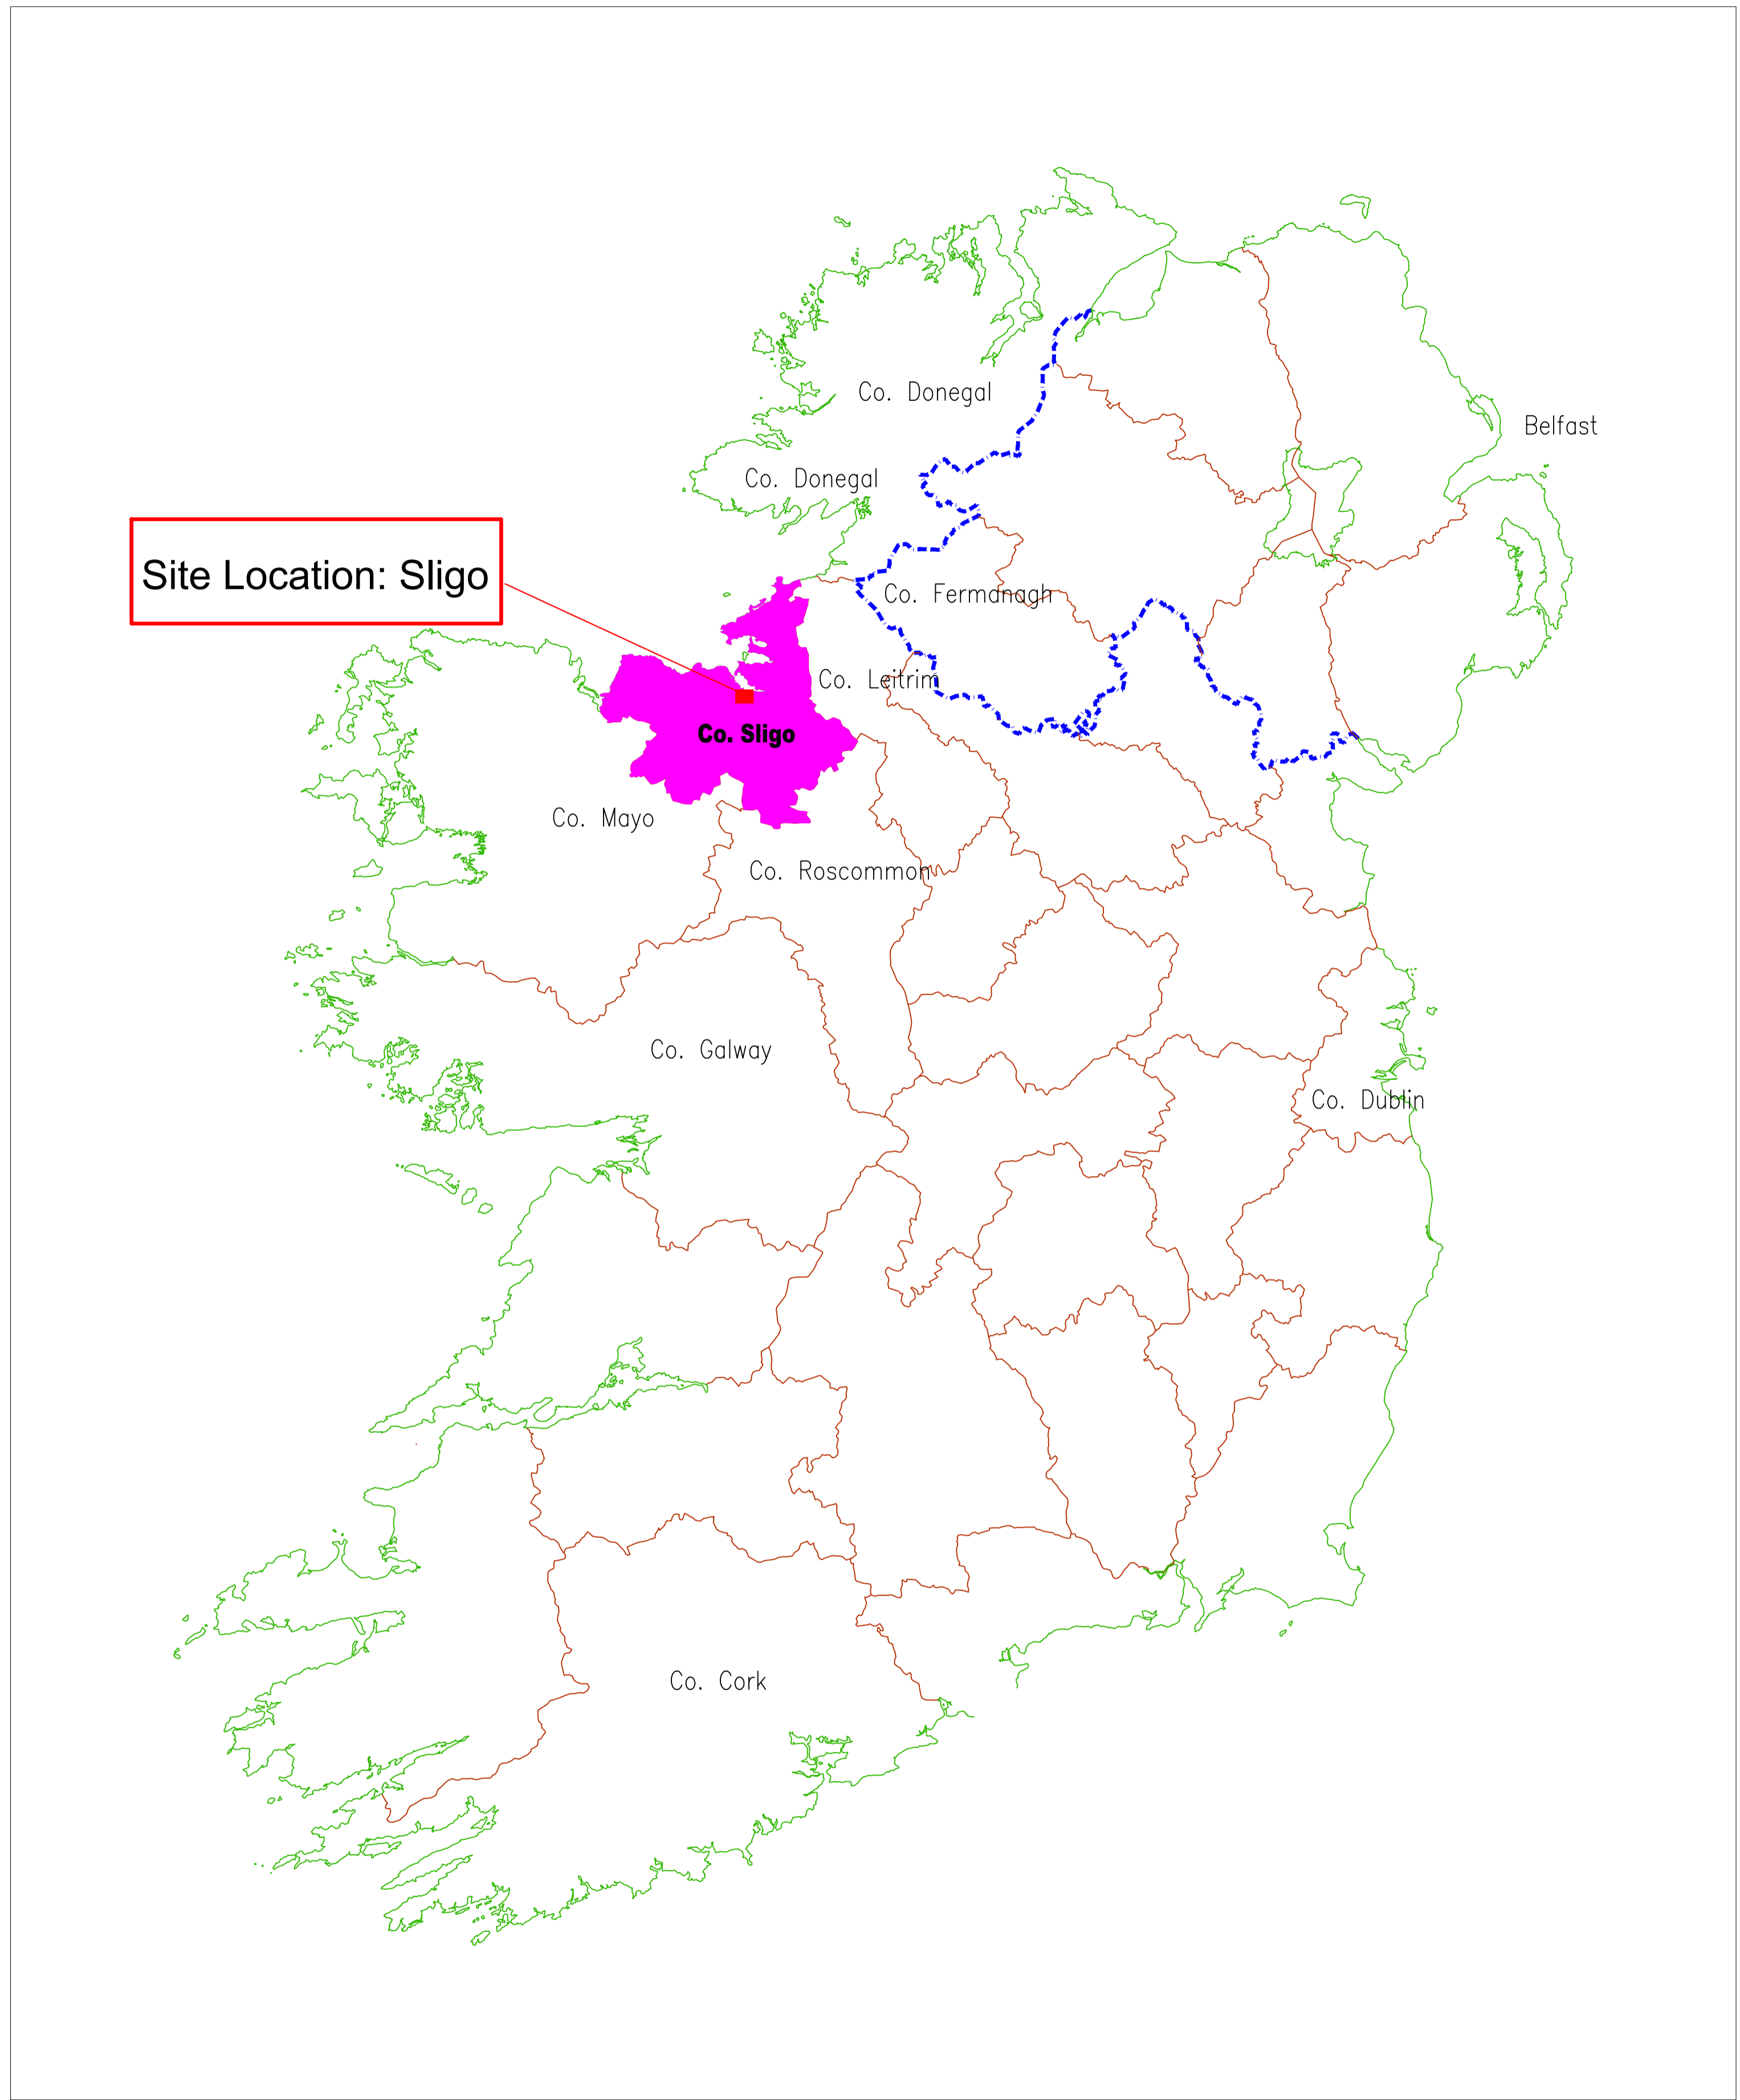 Co. Donegal
Belfast
Co. Donegal
Site Location: Sligo
Co. Fermanagh
Co. Leitrim
Co. Sligo
Co. Mayo
Co. Roscommon
Co. Galway
Co. Dublin
Co. Cork